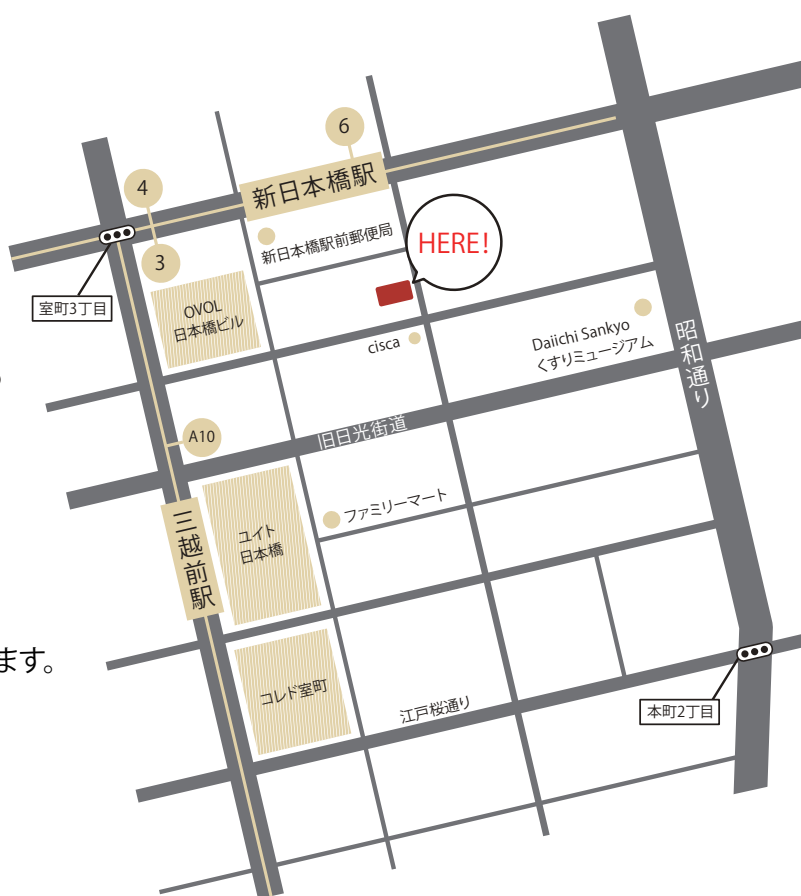 6
4
新日本橋駅
3
新日本橋駅前郵便局
HERE!
室町3丁目
OVOL
日本橋ビル
cisca
Daiichi Sankyo
くすりミュージアム
昭和通り
A10
旧日光街道
ファミリーマート
三越前駅
ユイト
日本橋
ます。
コレド室町
江戸桜通り
本町2丁目